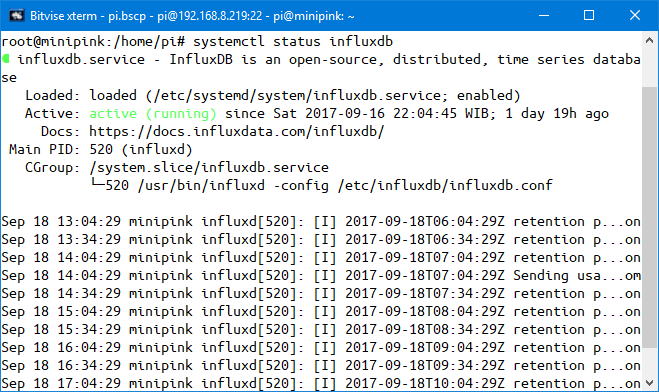 Bitvise xterm - pi.bscp - pi@192.168.8.219:22 - pi@minipink: ~
root@minipink:/home/pi# systemctl status influxdb
● influxdb.service - InfluxDB is an open-source, distributed, time series databa
se
   Loaded: loaded (/etc/systemd/system/influxdb.service; enabled)
   Active: active (running) since Sat 2017-09-16 22:04:45 WIB; 1 day 19h ago
     Docs: https://docs.influxdata.com/influxdb/
 Main PID: 520 (influxd)
   CGroup: /system.slice/influxdb.service
           └─520 /usr/bin/influxd -config /etc/influxdb/influxdb.conf
Sep 18 13:04:29 minipink influxd[520]: [I] 2017-09-18T06:04:29Z retention p...on
Sep 18 13:34:29 minipink influxd[520]: [I] 2017-09-18T06:34:29Z retention p...on
Sep 18 14:04:29 minipink influxd[520]: [I] 2017-09-18T07:04:29Z retention p...on
Sep 18 14:04:29 minipink influxd[520]: [I] 2017-09-18T07:04:29Z Sending usa...om
Sep 18 14:34:29 minipink influxd[520]: [I] 2017-09-18T07:34:29Z retention p...on
Sep 18 15:04:29 minipink influxd[520]: [I] 2017-09-18T08:04:29Z retention p...on
Sep 18 15:34:29 minipink influxd[520]: [I] 2017-09-18T08:34:29Z retention p...on
Sep 18 16:04:29 minipink influxd[520]: [I] 2017-09-18T09:04:29Z retention p...on
Sep 18 16:34:29 minipink influxd[520]: [I] 2017-09-18T09:34:29Z retention p...on
Sep 18 17:04:29 minipink influxd[520]: [I] 2017-09-18T10:04:29Z retention p...on